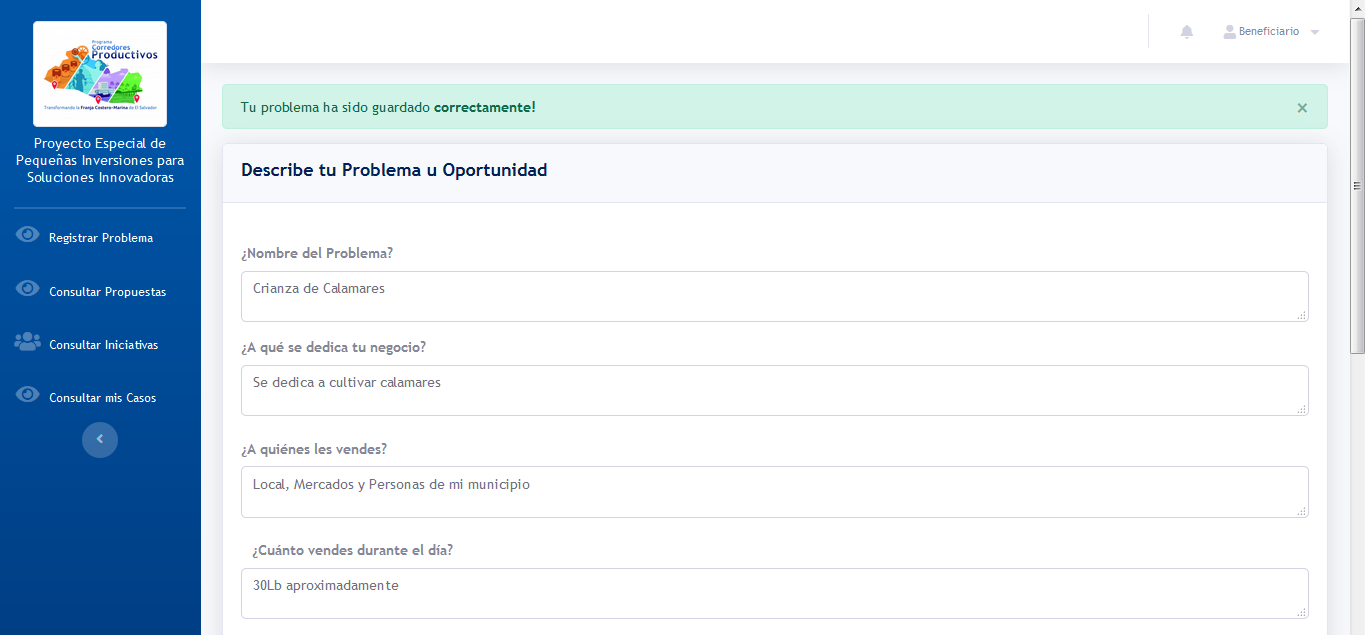 Programa
Corredores
Productivos
Transformando la Franja Costero-Marina de El Salvador
Proyecto Especial de
Pequeñas Inversiones para
Soluciones Innovadoras
Registrar Problema
Consultar Propuestas
Consultar Iniciativas
Consultar mis Casos
Beneficiario
Tu problema ha sido guardado correctamente!
×
Describe tu Problema u Oportunidad
¿Nombre del Problema?
Crianza de Calamares
¿A qué se dedica tu negocio?
Se dedica a cultivar calamares
¿A quiénes les vendes?
Local, Mercados y Personas de mi municipio
¿Cuánto vendes durante el día?
30Lb aproximadamente